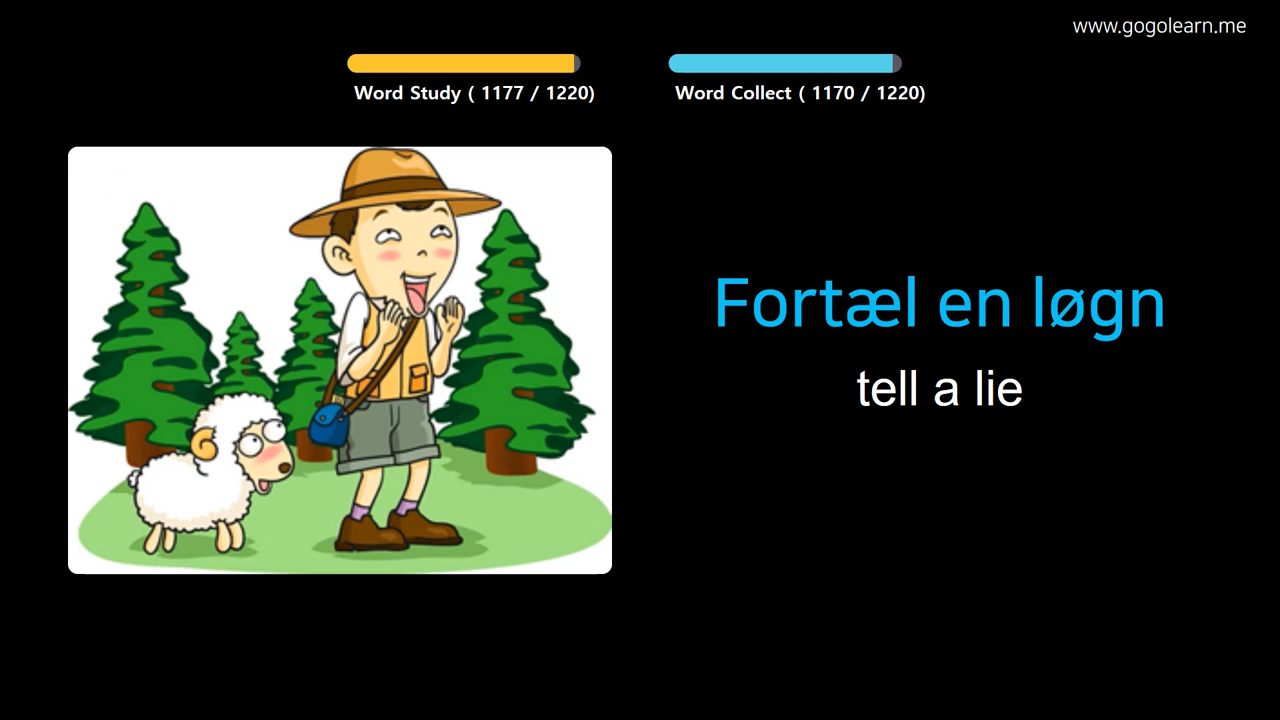 www.gogolearn.me
Word Study ( 1177 / 1220)
Word Collect ( 1170 / 1220)
Fortæl en løgn
tell a lie